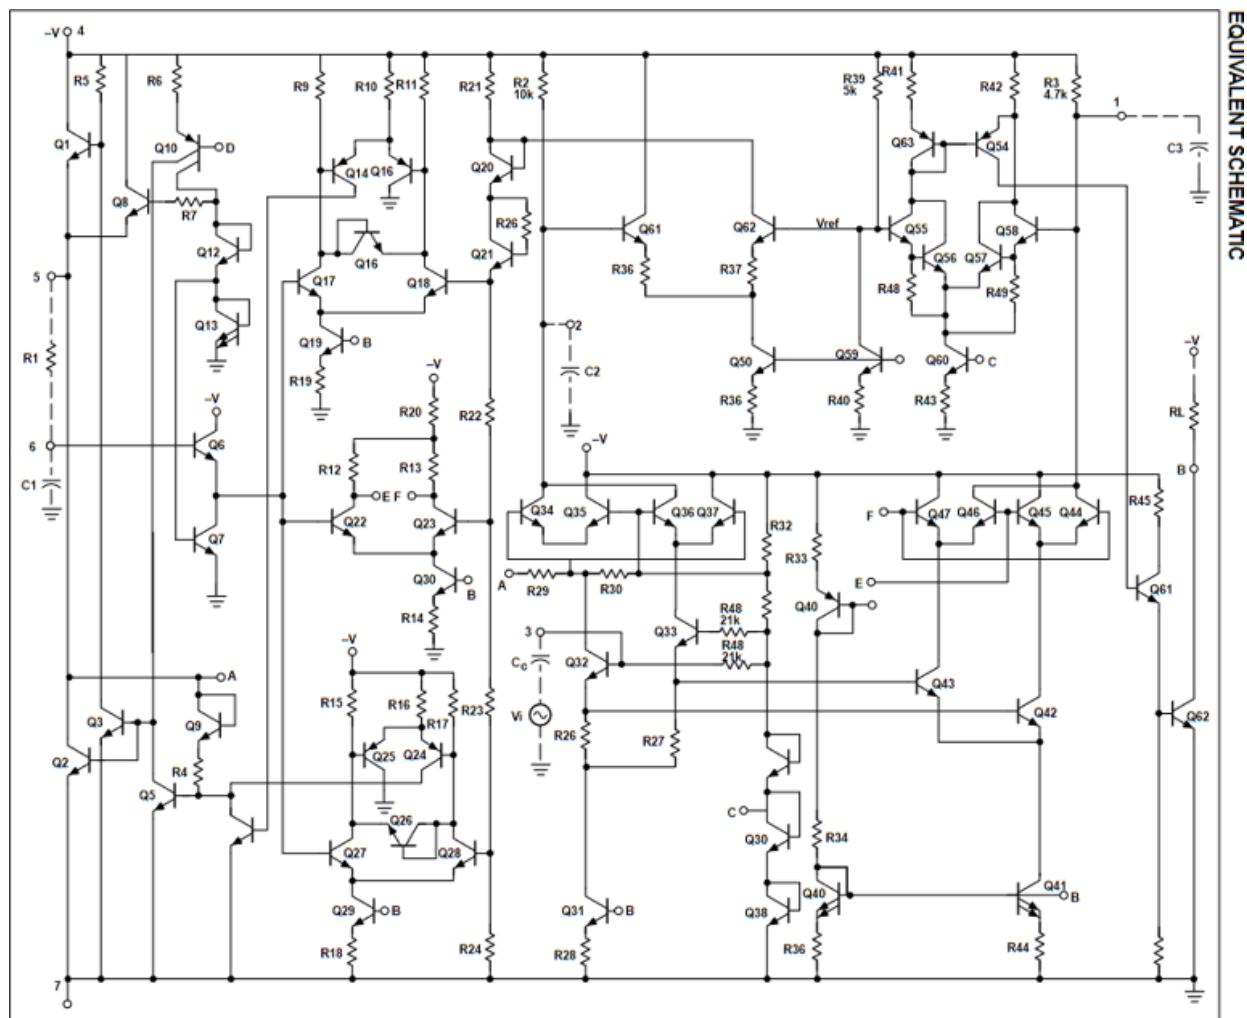 EQUIVALENT SCHEMATIC
–V 4
R5
R6
R9
R10
R11
R21
R2
10k
R39
5k
R41
R42
R3
4.7k
1
C3
Q1
Q10
D
Q8
R7
Q14
Q16
Q20
Q63
Q54
Q12
Q16
R26
Q21
Q61
Q62
Vref
Q55
Q56
Q57
Q58
5
Q17
Q18
R36
R37
R48
R49
Q13
R1
Q19
B
R19
2
C2
Q50
Q59
Q60
C
–V
R20
R22
R36
R40
R43
–V
RL
–V
6
Q6
C1
R12
R13
–V
B
E F
Q22
Q23
Q34
Q35
Q36
Q37
R32
R33
F
Q47
Q46
Q45
Q44
R45
Q7
Q30
B
R14
A
R29
R30
E
Q40
Q61
–V
3
Cc
Q32
Q33
R48
21k
R48
21k
A
Q3
Q9
R15
R16
R17
R23
Vi
R26
R27
Q43
Q42
Q62
Q2
R4
Q5
Q25
Q24
Q26
Q27
Q28
C
Q30
R34
Q29
B
Q31
B
Q38
Q40
Q41
B
R18
R24
R28
R36
R44
7